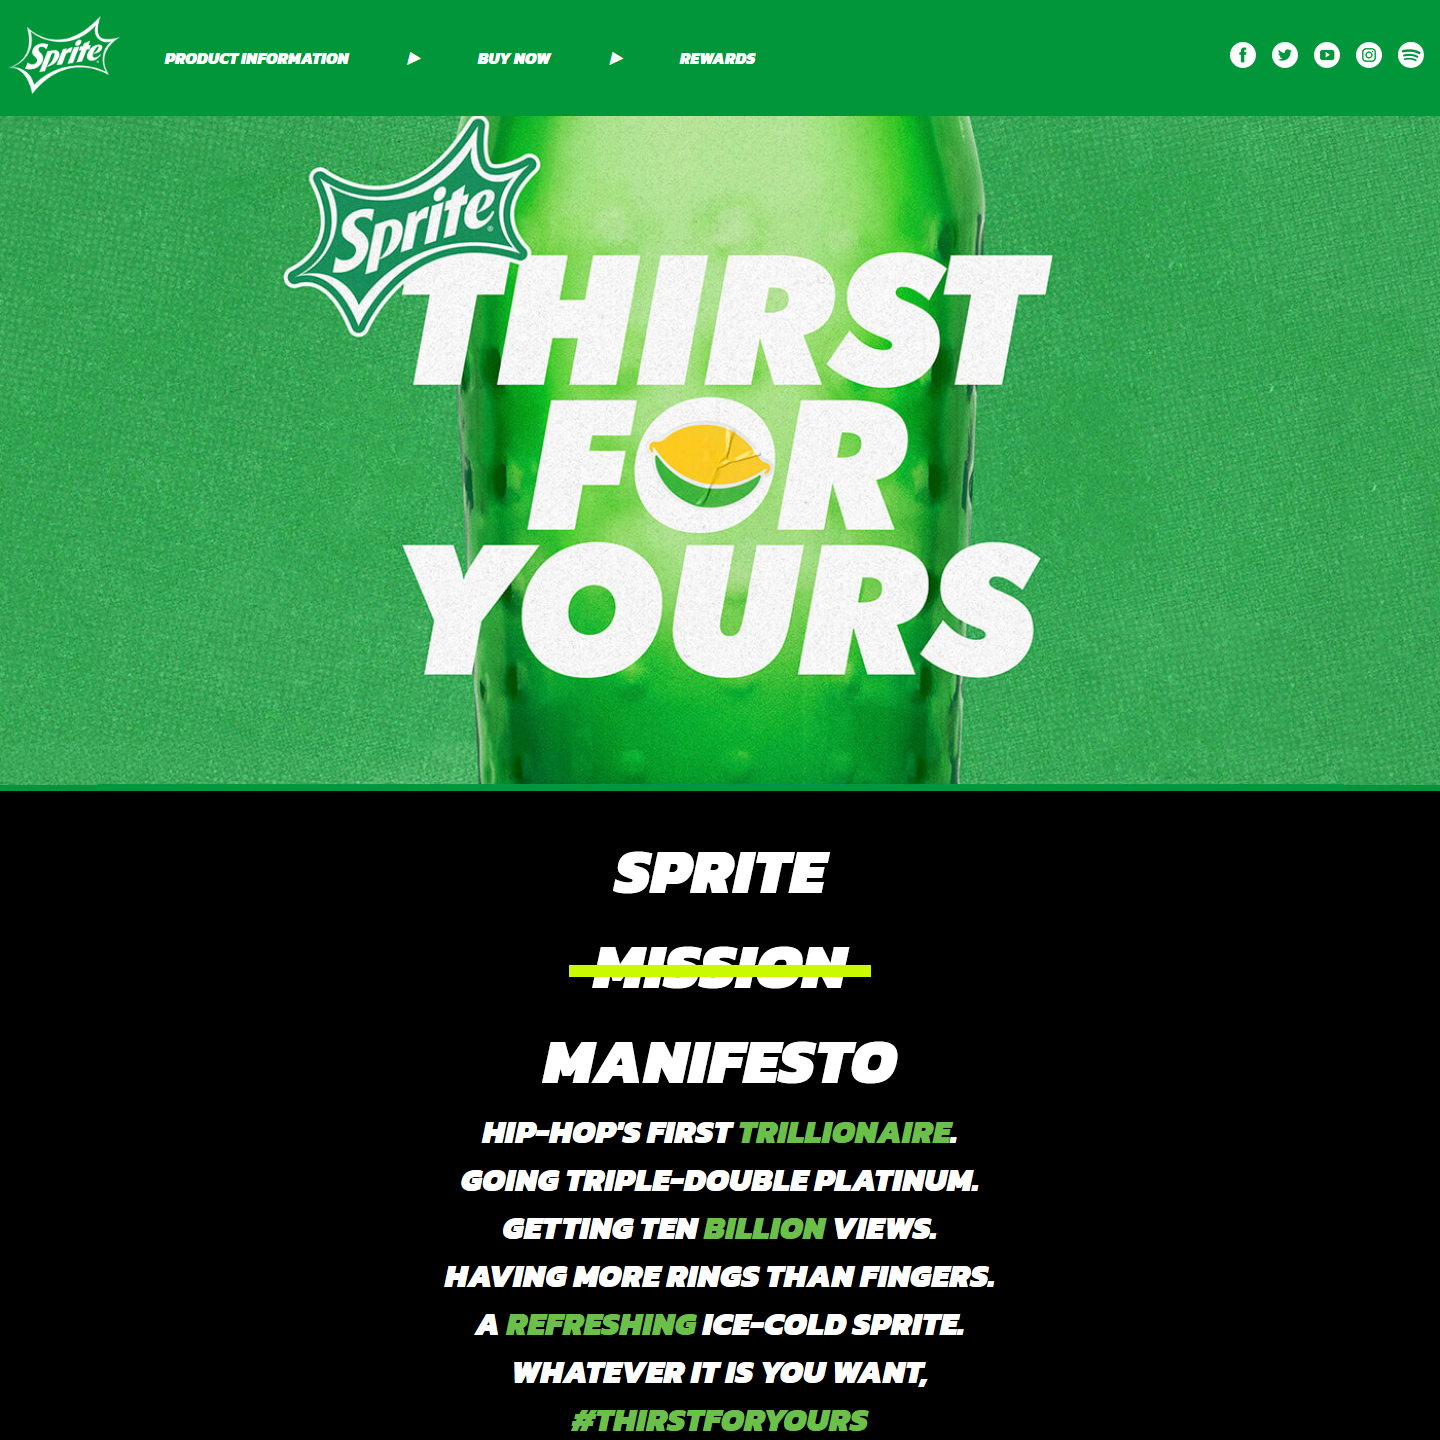 Sprite
PRODUCT INFORMATION
BUY NOW
REWARDS
Sprite
THIRST
FOR
YOURS
SPRITE
MISSION
MANIFESTO
HIP-HOP'S FIRST TRILLIONAIRE.
GOING TRIPLE-DOUBLE PLATINUM.
GETTING TEN BILLION VIEWS.
HAVING MORE RINGS THAN FINGERS.
A REFRESHING ICE-COLD SPRITE.
WHATEVER IT IS YOU WANT,
#THIRSTFORYOURS